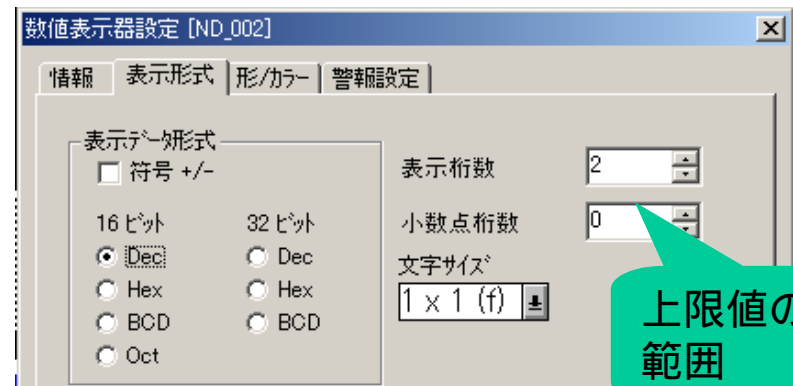 数値表示器設定 [ND_002]
情報 表示形式 形/カラー 警報設定
表示データ形式
符号 +/-
表示桁数 2
16 ビット 32 ビット
小数点桁数 0
Dec Dec
文字サイズ
Hex Hex
1 x 1 (f)
BCD BCD
Oct
上限値の
範囲